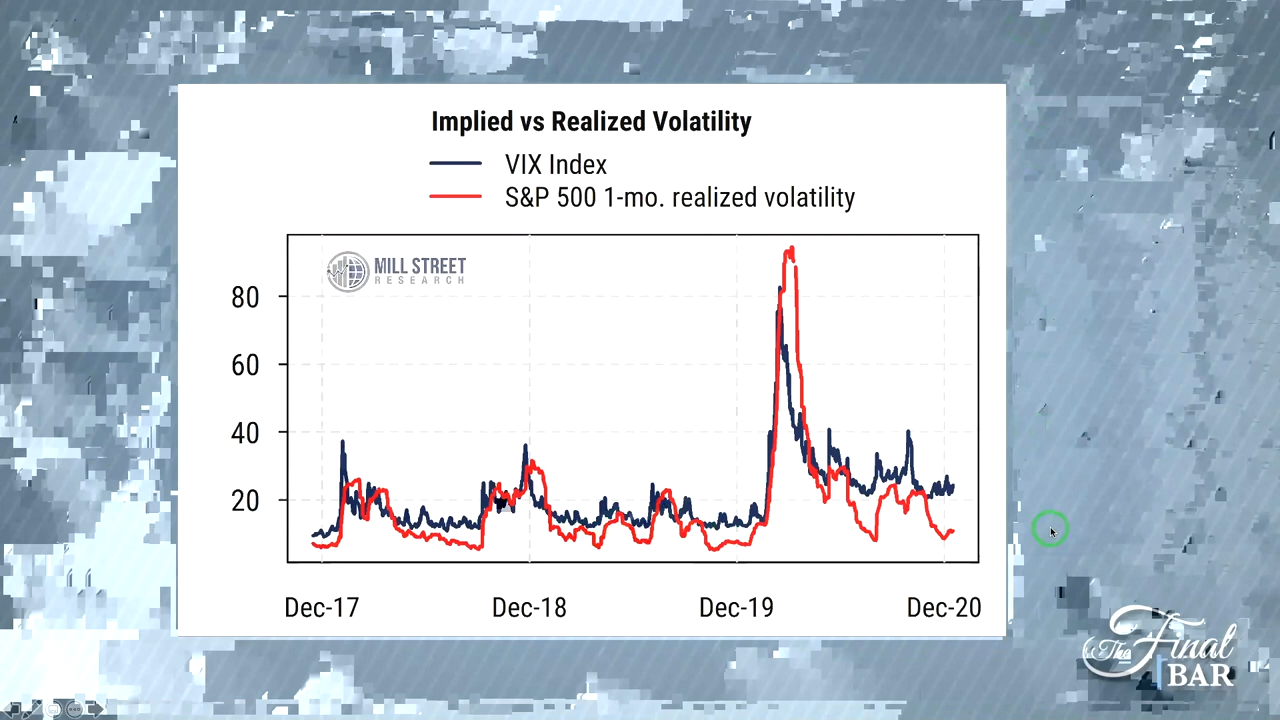 Implied vs Realized Volatility
VIX Index
S&P 500 1-mo. realized volatility
MILL STREET
RESEARCH
80
60
40
20
Dec-17
Dec-18
Dec-19
Dec-20
The Final
BAR